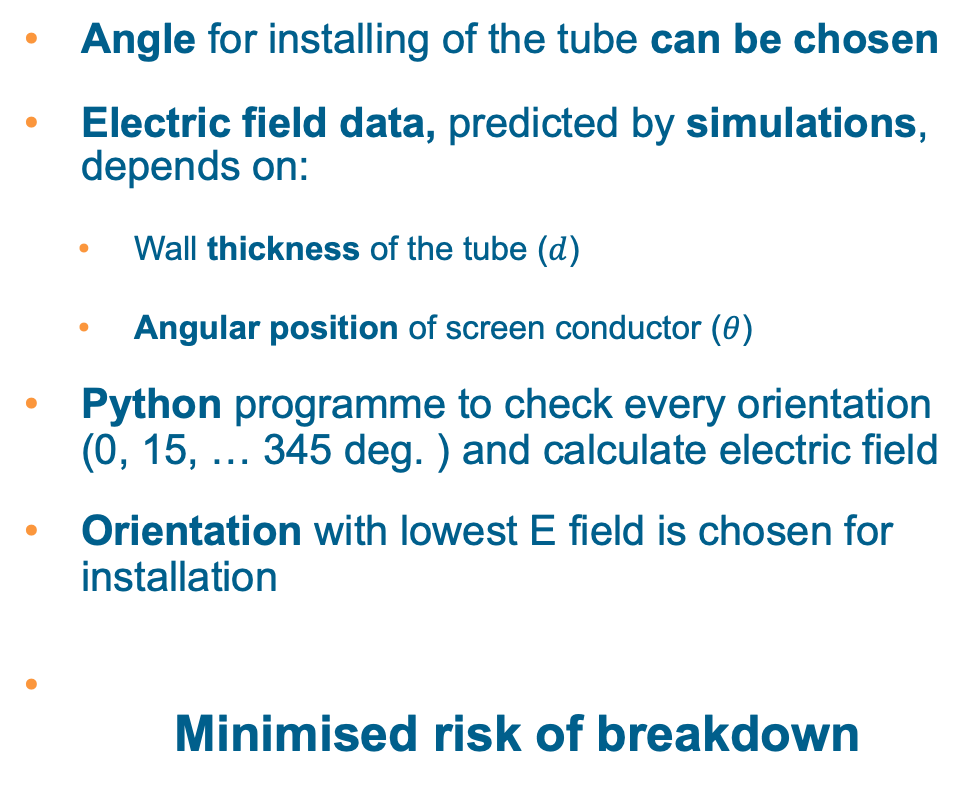 • Angle for installing of the tube can be chosen
• Electric field data, predicted by simulations,
depends on:
• Wall thickness of the tube (𝑑)
• Angular position of screen conductor (𝜃)
• Python programme to check every orientation
(0, 15, … 345 deg. ) and calculate electric field
• Orientation with lowest E field is chosen for
installation
•
Minimised risk of breakdown